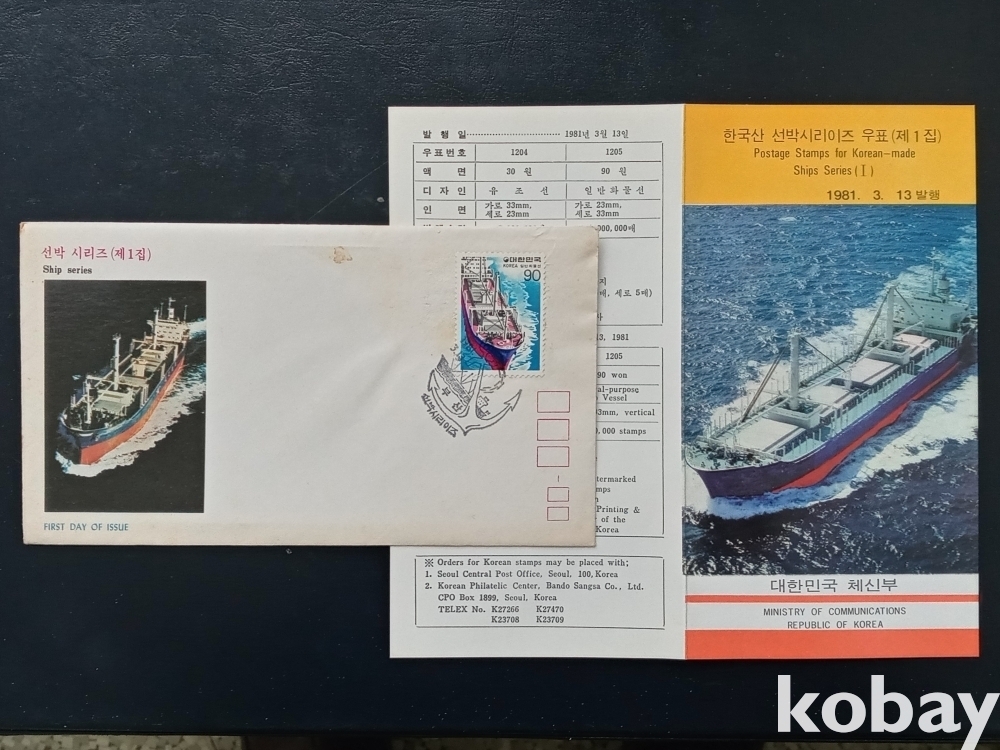 선박 시리즈(제1집)
Ship series
대한민국
KOREA 일반화물선
90
FIRST DAY OF ISSUE
발 행 일 1981년 3월 13일
우표번호 1204 1205
액 면 30 원 90 원
디자인 유 조 선 일반화물선
인 면 가로 33mm, 세로 23mm 가로 23mm, 세로 33mm
000,000매
지
매, 세로 5매)
3, 1981
1205
90 won
al-purpose
Vessel
3mm, vertical
0,000 stamps
termarked
mps
Printing &
y of the
Korea
※ Orders for Korean stamps may be placed with;
1. Seoul Central Post Office, Seoul, 100, Korea
2. Korean Philatelic Center, Bando Sangsa Co., Ltd.
CPO Box 1899, Seoul, Korea
TELEX No. K27266 K27470
K23708 K23709
한국산 선박시리이즈 우표(제1집)
Postage Stamps for Korean-made
Ships Series (I)
1981. 3. 13 발행
대한민국 체신부
MINISTRY OF COMMUNICATIONS
REPUBLIC OF KOREA
kobay